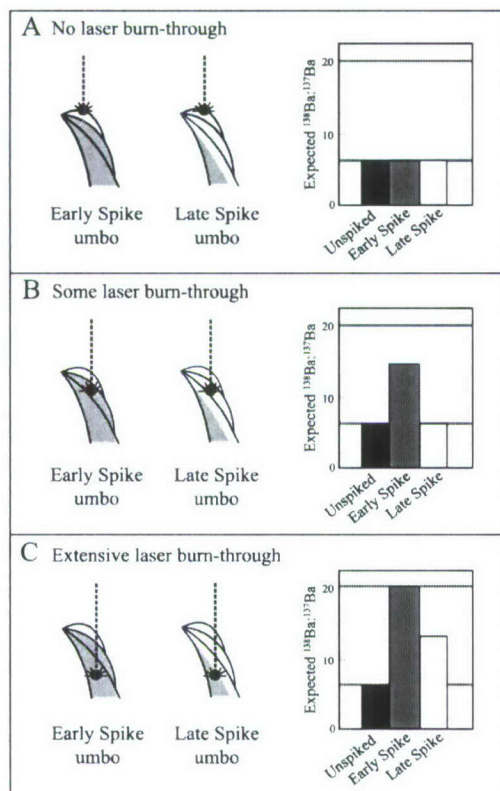 A No laser burn-through
Early Spike
umbo
Late Spike
umbo
Expected ¹³⁸Ba:¹³⁷Ba
20
10
0
Unspiked
Early Spike
Late Spike
B Some laser burn-through
Early Spike
umbo
Late Spike
umbo
Expected ¹³⁸Ba:¹³⁷Ba
20
10
0
Unspiked
Early Spike
Late Spike
C Extensive laser burn-through
Early Spike
umbo
Late Spike
umbo
Expected ¹³⁸Ba:¹³⁷Ba
20
10
0
Unspiked
Early Spike
Late Spike